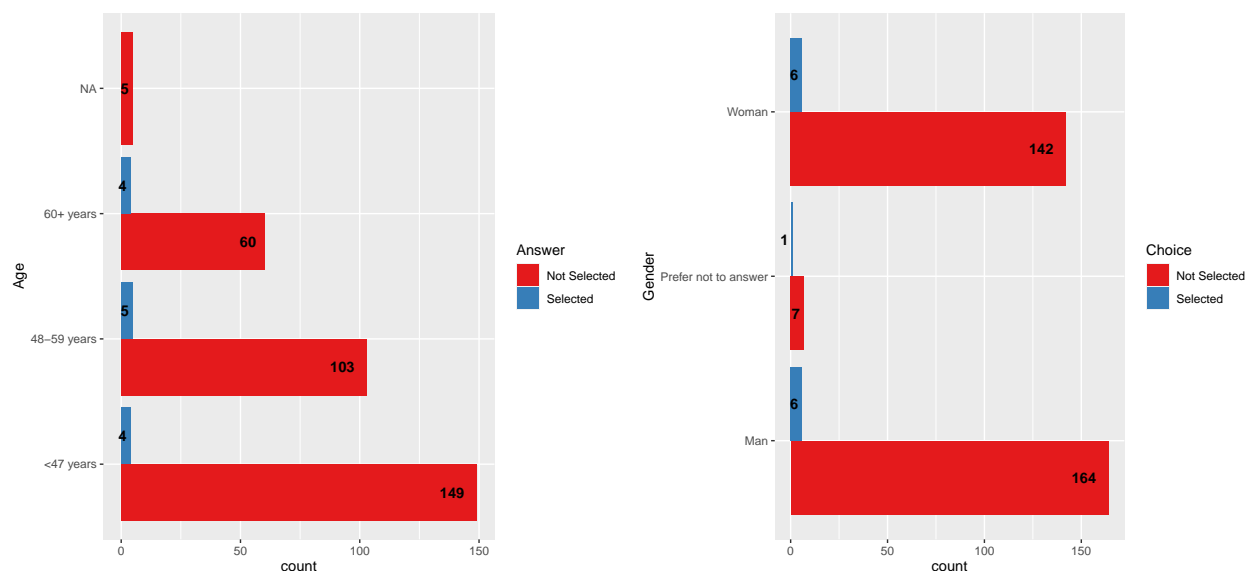 NA
5
4
60+ years
60
5
48–59 years
103
4
<47 years
149
0
50
100
150
count
Age
Answer
Not Selected
Selected
6
Woman
142
1
Prefer not to answer
7
6
Man
164
0
50
100
150
count
Gender
Choice
Not Selected
Selected